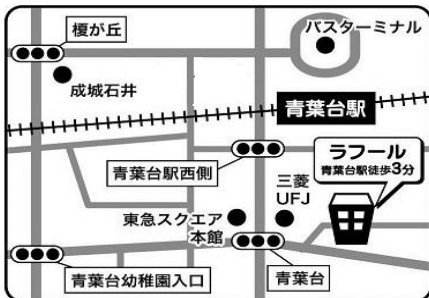 榎が丘
バスターミナル
成城石井
青葉台駅
ラフール
青葉台駅徒歩3分
青葉台駅西側
三菱
UFJ
東急スクエア
本館
青葉台幼稚園入口
青葉台